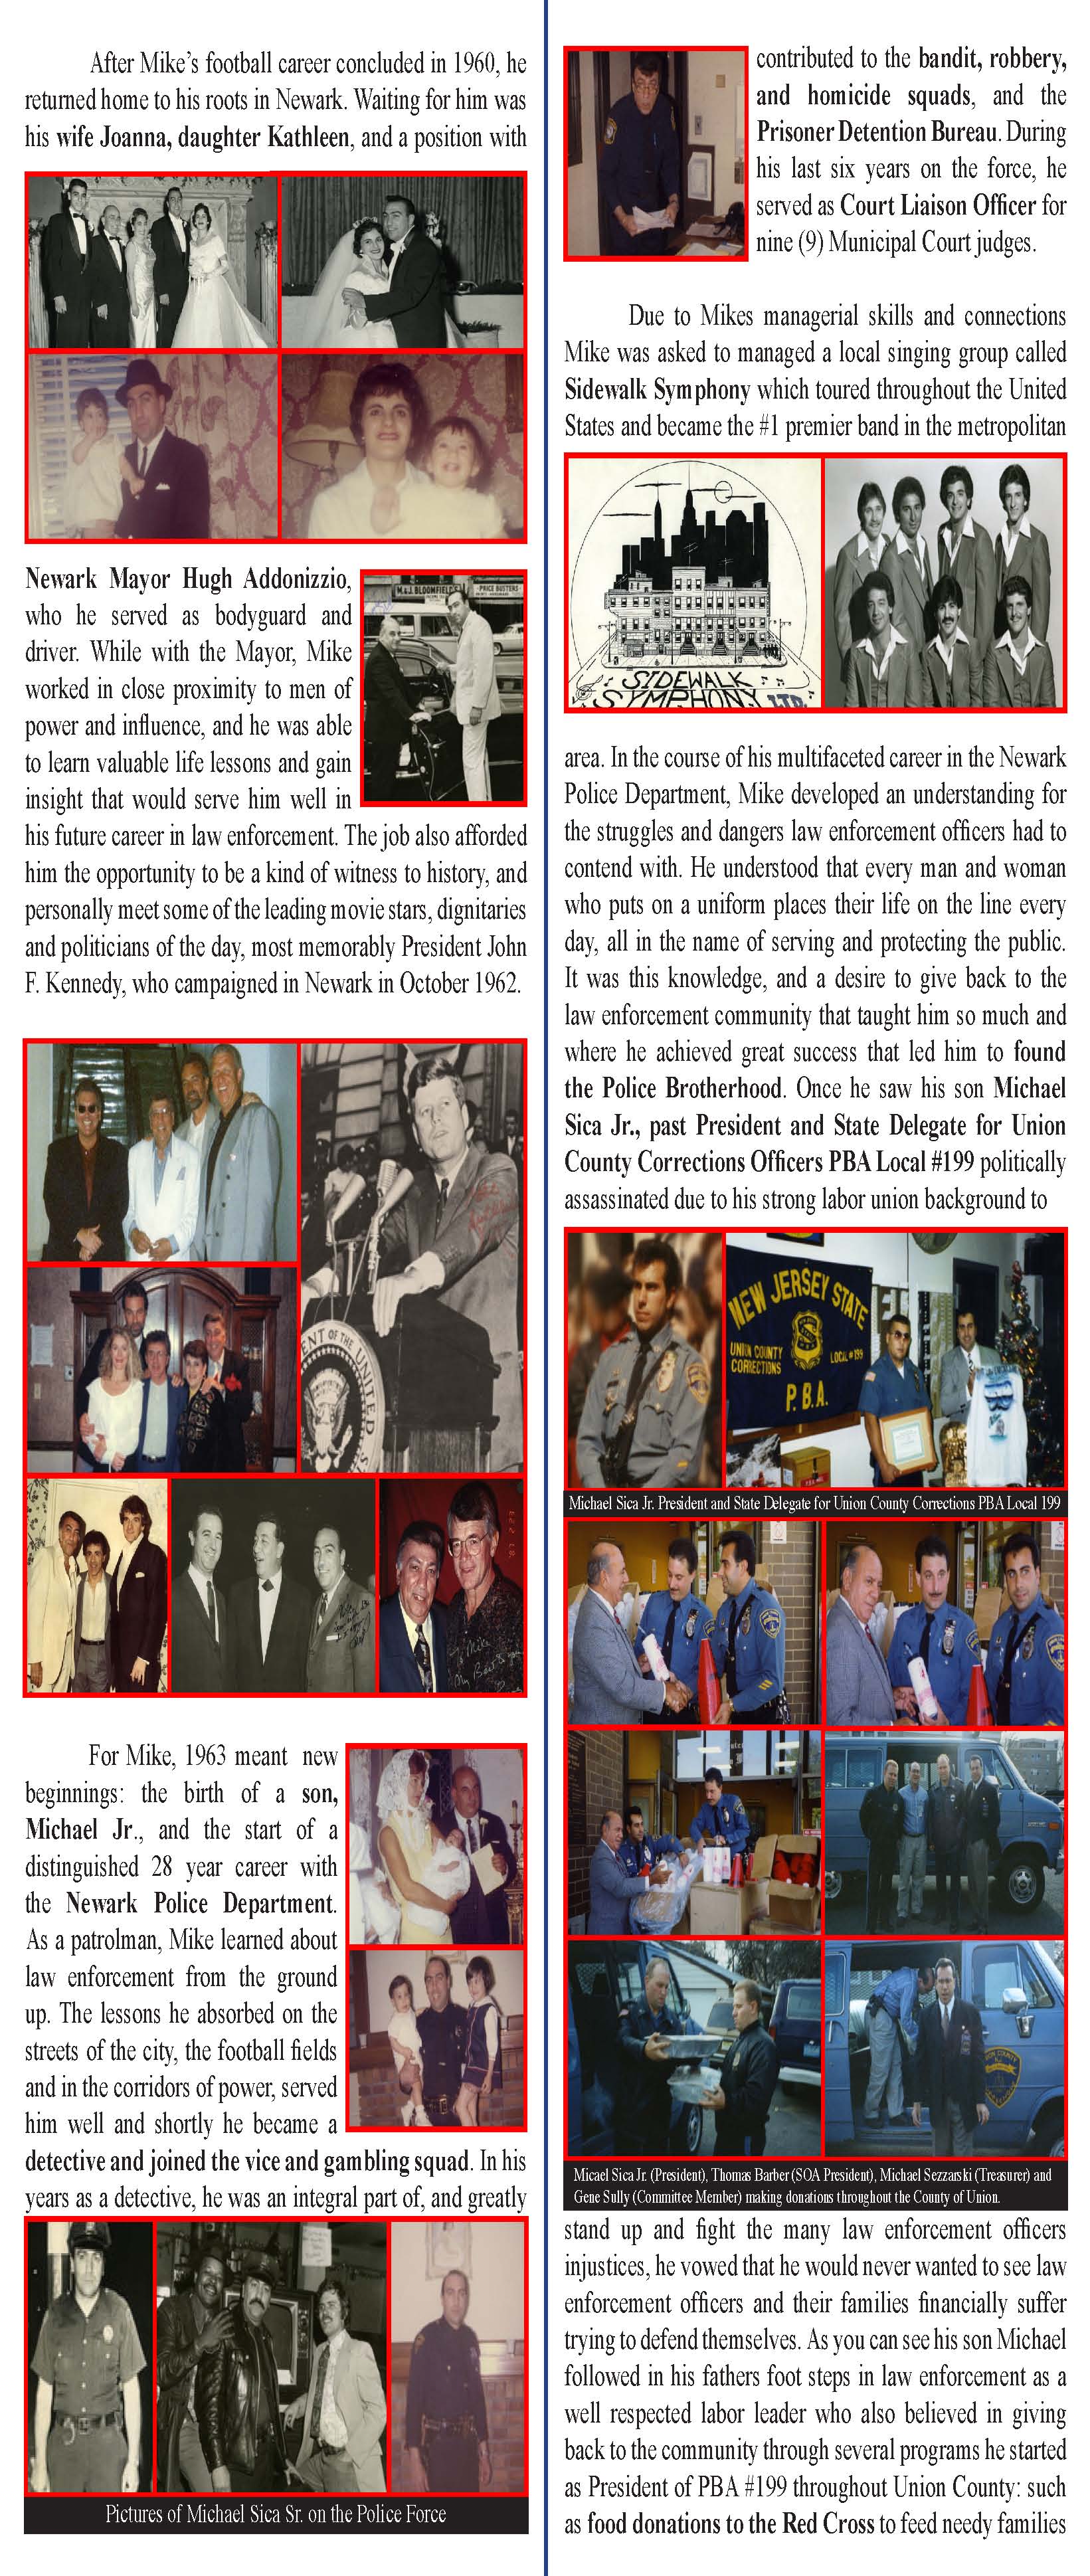 After Mike's football career concluded in 1960, he
returned home to his roots in Newark. Waiting for him was
his wife Joanna, daughter Kathleen, and a position with
Newark Mayor Hugh Addonizzio,
who he served as bodyguard and
driver. While with the Mayor, Mike
worked in close proximity to men of
power and influence, and he was able
to learn valuable life lessons and gain
insight that would serve him well in
his future career in law enforcement. The job also afforded
him the opportunity to be a kind of witness to history, and
personally meet some of the leading movie stars, dignitaries
and politicians of the day, most memorably President John
F. Kennedy, who campaigned in Newark in October 1962.
M&J. BLOOMFIELD'S
PRICE BUSTERS
ENT OF THE UNITED
My Best
For Mike, 1963 meant new
beginnings: the birth of a son,
Michael Jr., and the start of a
distinguished 28 year career with
the Newark Police Department.
As a patrolman, Mike learned about
law enforcement from the ground
up. The lessons he absorbed on the
streets of the city, the football fields
and in the corridors of power, served
him well and shortly he became a
detective and joined the vice and gambling squad. In his
years as a detective, he was an integral part of, and greatly
Pictures of Michael Sica Sr. on the Police Force
contributed to the bandit, robbery,
and homicide squads, and the
Prisoner Detention Bureau. During
his last six years on the force, he
served as Court Liaison Officer for
nine (9) Municipal Court judges.
Due to Mikes managerial skills and connections
Mike was asked to managed a local singing group called
Sidewalk Symphony which toured throughout the United
States and became the #1 premier band in the metropolitan
SIDEWALK
SYMPHONY LTD.
area. In the course of his multifaceted career in the Newark
Police Department, Mike developed an understanding for
the struggles and dangers law enforcement officers had to
contend with. He understood that every man and woman
who puts on a uniform places their life on the line every
day, all in the name of serving and protecting the public.
It was this knowledge, and a desire to give back to the
law enforcement community that taught him so much and
where he achieved great success that led him to found
the Police Brotherhood. Once he saw his son Michael
Sica Jr., past President and State Delegate for Union
County Corrections Officers PBA Local #199 politically
assassinated due to his strong labor union background to
NEW JERSEY STATE
UNION COUNTY
CORRECTIONS
LOCAL #199
P.B.A.
Michael Sica Jr. President and State Delegate for Union County Corrections PBA Local 199
Micael Sica Jr. (President), Thomas Barber (SOA President), Michael Sezzarski (Treasurer) and
Gene Sully (Committee Member) making donations throughout the County of Union.
stand up and fight the many law enforcement officers
injustices, he vowed that he would never wanted to see law
enforcement officers and their families financially suffer
trying to defend themselves. As you can see his son Michael
followed in his fathers foot steps in law enforcement as a
well respected labor leader who also believed in giving
back to the community through several programs he started
as President of PBA #199 throughout Union County: such
as food donations to the Red Cross to feed needy families